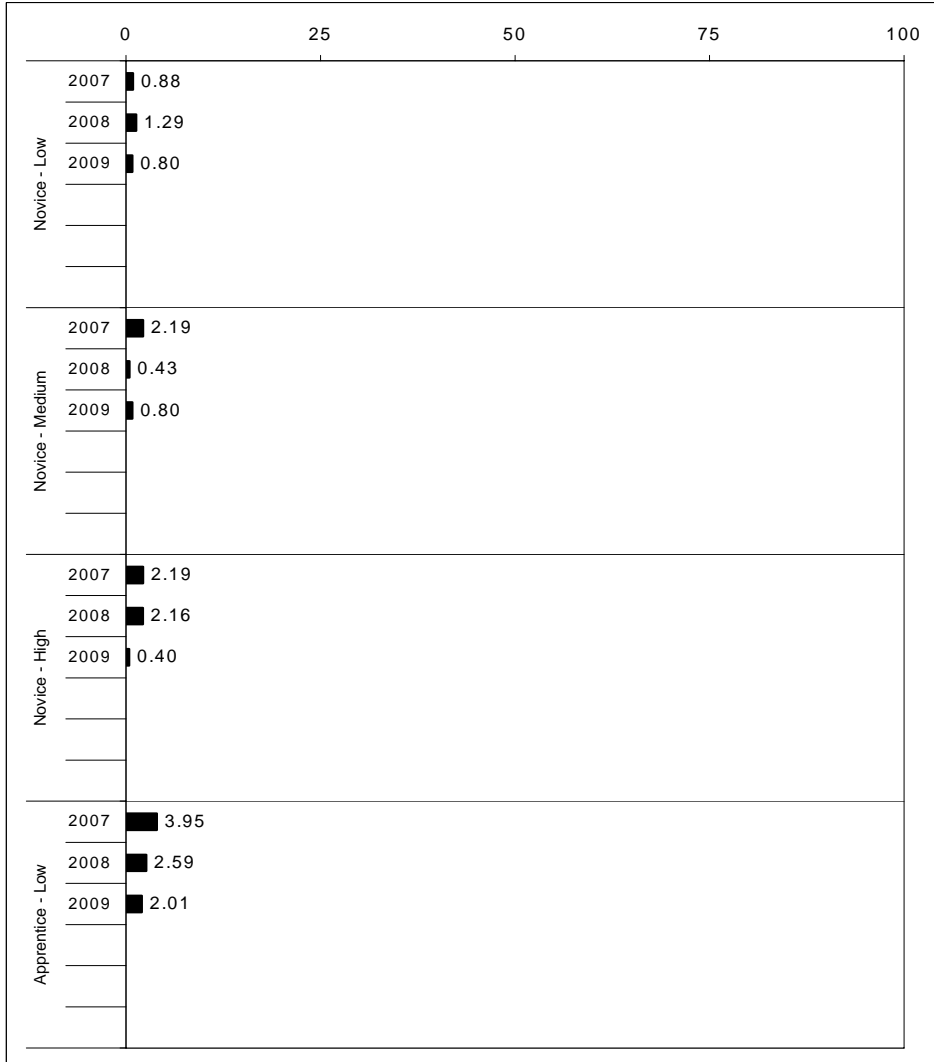 0 25 50 75 100
Novice - Low
2007 0.88
2008 1.29
2009 0.80
Novice - Medium
2007 2.19
2008 0.43
2009 0.80
Novice - High
2007 2.19
2008 2.16
2009 0.40
Apprentice - Low
2007 3.95
2008 2.59
2009 2.01